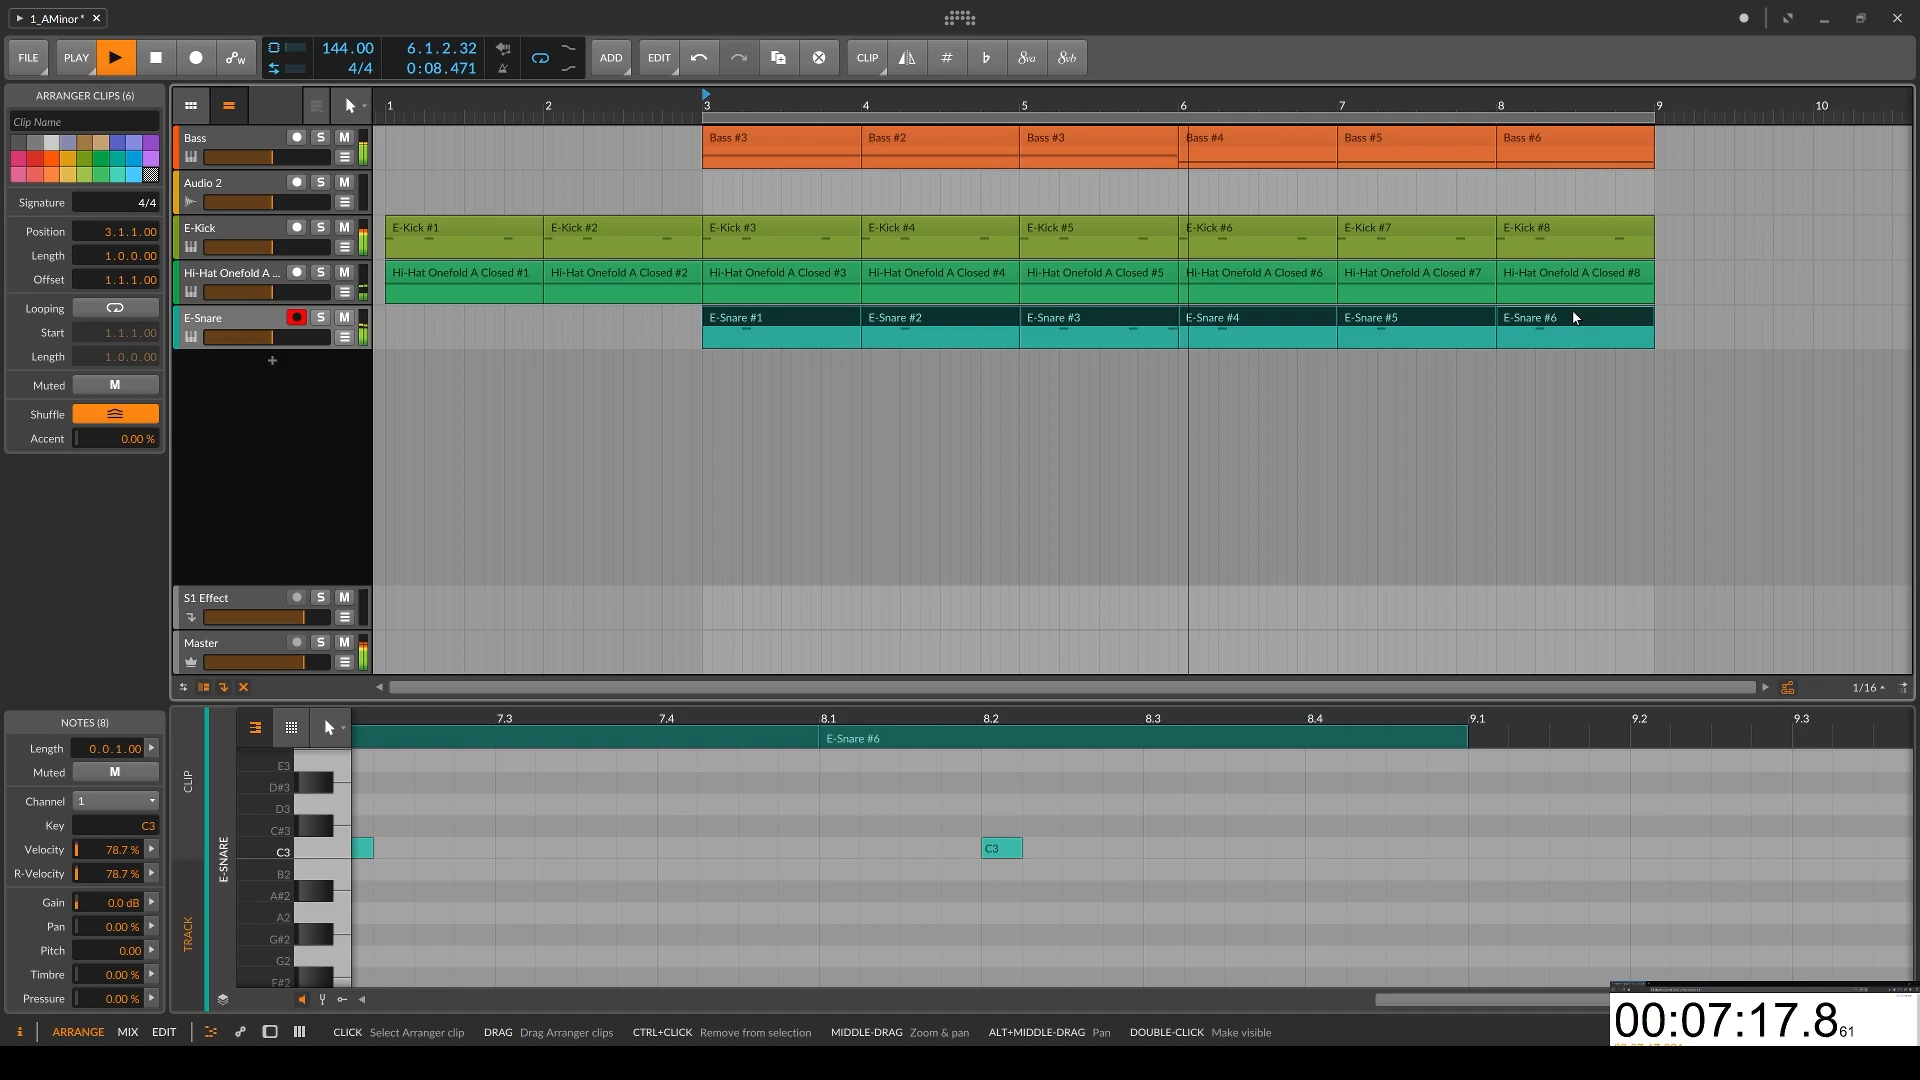 1_AMinor*
FILE PLAY 144.00 4/4 6.1.2.32 0:08.471 ADD EDIT CLIP # 8va 8vb
ARRANGER CLIPS (6)
Clip Name
Signature 4/4
Position 3.1.1.00
Length 1.0.0.00
Offset 1.1.1.00
Looping
Start 1.1.1.00
Length 1.0.0.00
Muted M
Shuffle
Accent 0.00 %
1 2 3 4 5 6 7 8 9 10
Bass S M Bass #3 Bass #2 Bass #3 Bass #4 Bass #5 Bass #6
Audio 2 S M
E-Kick S M E-Kick #1 E-Kick #2 E-Kick #3 E-Kick #4 E-Kick #5 E-Kick #6 E-Kick #7 E-Kick #8
Hi-Hat Onefold A ... S M Hi-Hat Onefold A Closed #1 Hi-Hat Onefold A Closed #2 Hi-Hat Onefold A Closed #3 Hi-Hat Onefold A Closed #4 Hi-Hat Onefold A Closed #5 Hi-Hat Onefold A Closed #6 Hi-Hat Onefold A Closed #7 Hi-Hat Onefold A Closed #8
E-Snare S M E-Snare #1 E-Snare #2 E-Snare #3 E-Snare #4 E-Snare #5 E-Snare #6
S1 Effect S M
Master S M
1/16
NOTES (8)
Length 0.0.1.00
Muted M
Channel 1
Key C3
Velocity 78.7 %
R-Velocity 78.7 %
Gain 0.0 dB
Pan 0.00 %
Pitch 0.00
Timbre 0.00 %
Pressure 0.00 %
CLIP
TRACK
E-SNARE
7.3 7.4 8.1 8.2 8.3 8.4 9.1 9.2 9.3
E-Snare #6
E3
D#3
D3
C#3
C3 C3
B2
A#2
A2
G#2
G2
F#2
ARRANGE MIX EDIT CLICK Select Arranger clip DRAG Drag Arranger clips CTRL+CLICK Remove from selection MIDDLE-DRAG Zoom & pan ALT+MIDDLE-DRAG Pan DOUBLE-CLICK Make visible
00:07:17.861